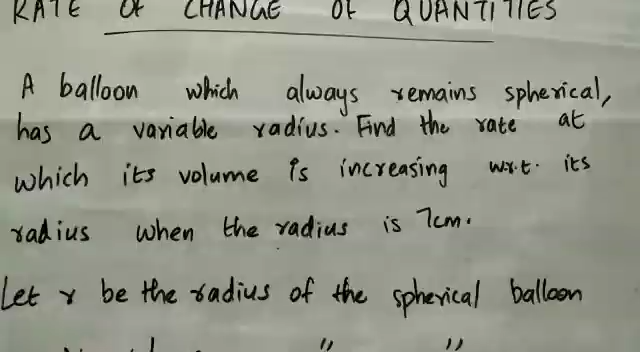 RATE OF CHANGE OF QUANTITIES
A balloon which always remains spherical,
has a variable radius. Find the rate at
which its volume is increasing w.r.t. its
radius when the radius is 7cm.
Let r be the radius of the spherical balloon
" "